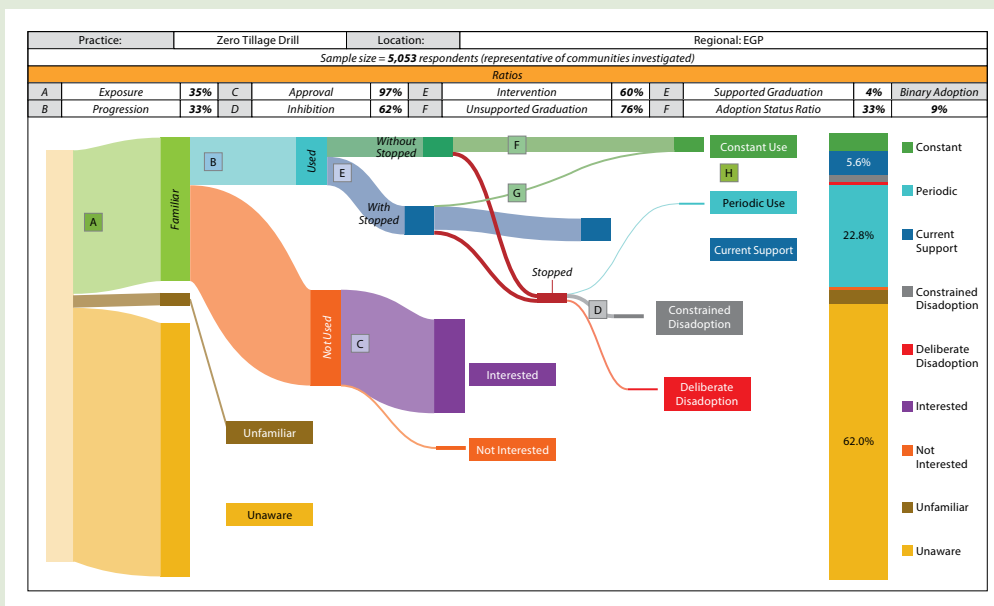 Practice: Zero Tillage Drill Location: Regional: EGP
Sample size = 5,053 respondents (representative of communities investigated)
Ratios
A Exposure 35% C Approval 97% E Intervention 60% E Supported Graduation 4% Binary Adoption
B Progression 33% D Inhibition 62% F Unsupported Graduation 76% F Adoption Status Ratio 33% 9%
A
Familiar
B
Used
E
Without
Stopped
With
Stopped
F
G
Constant Use
H
Periodic Use
Current Support
Stopped
D
Constrained
Disadoption
Deliberate
Disadoption
Not Used
C
Interested
Not Interested
Unfamiliar
Unaware
5.6%
22.8%
62.0%
Constant
Periodic
Current
Support
Constrained
Disadoption
Deliberate
Disadoption
Interested
Not
Interested
Unfamiliar
Unaware